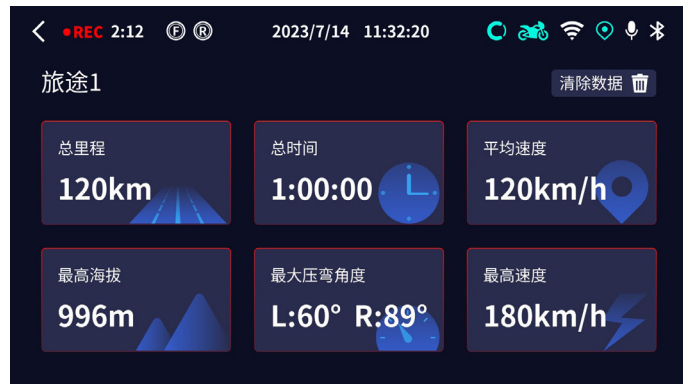 REC 2:12 F R 2023/7/14 11:32:20
旅途1 清除数据
总里程 总时间 平均速度
120km 1:00:00 120km/h
最高海拔 最大压弯角度 最高速度
996m L:60° R:89° 180km/h